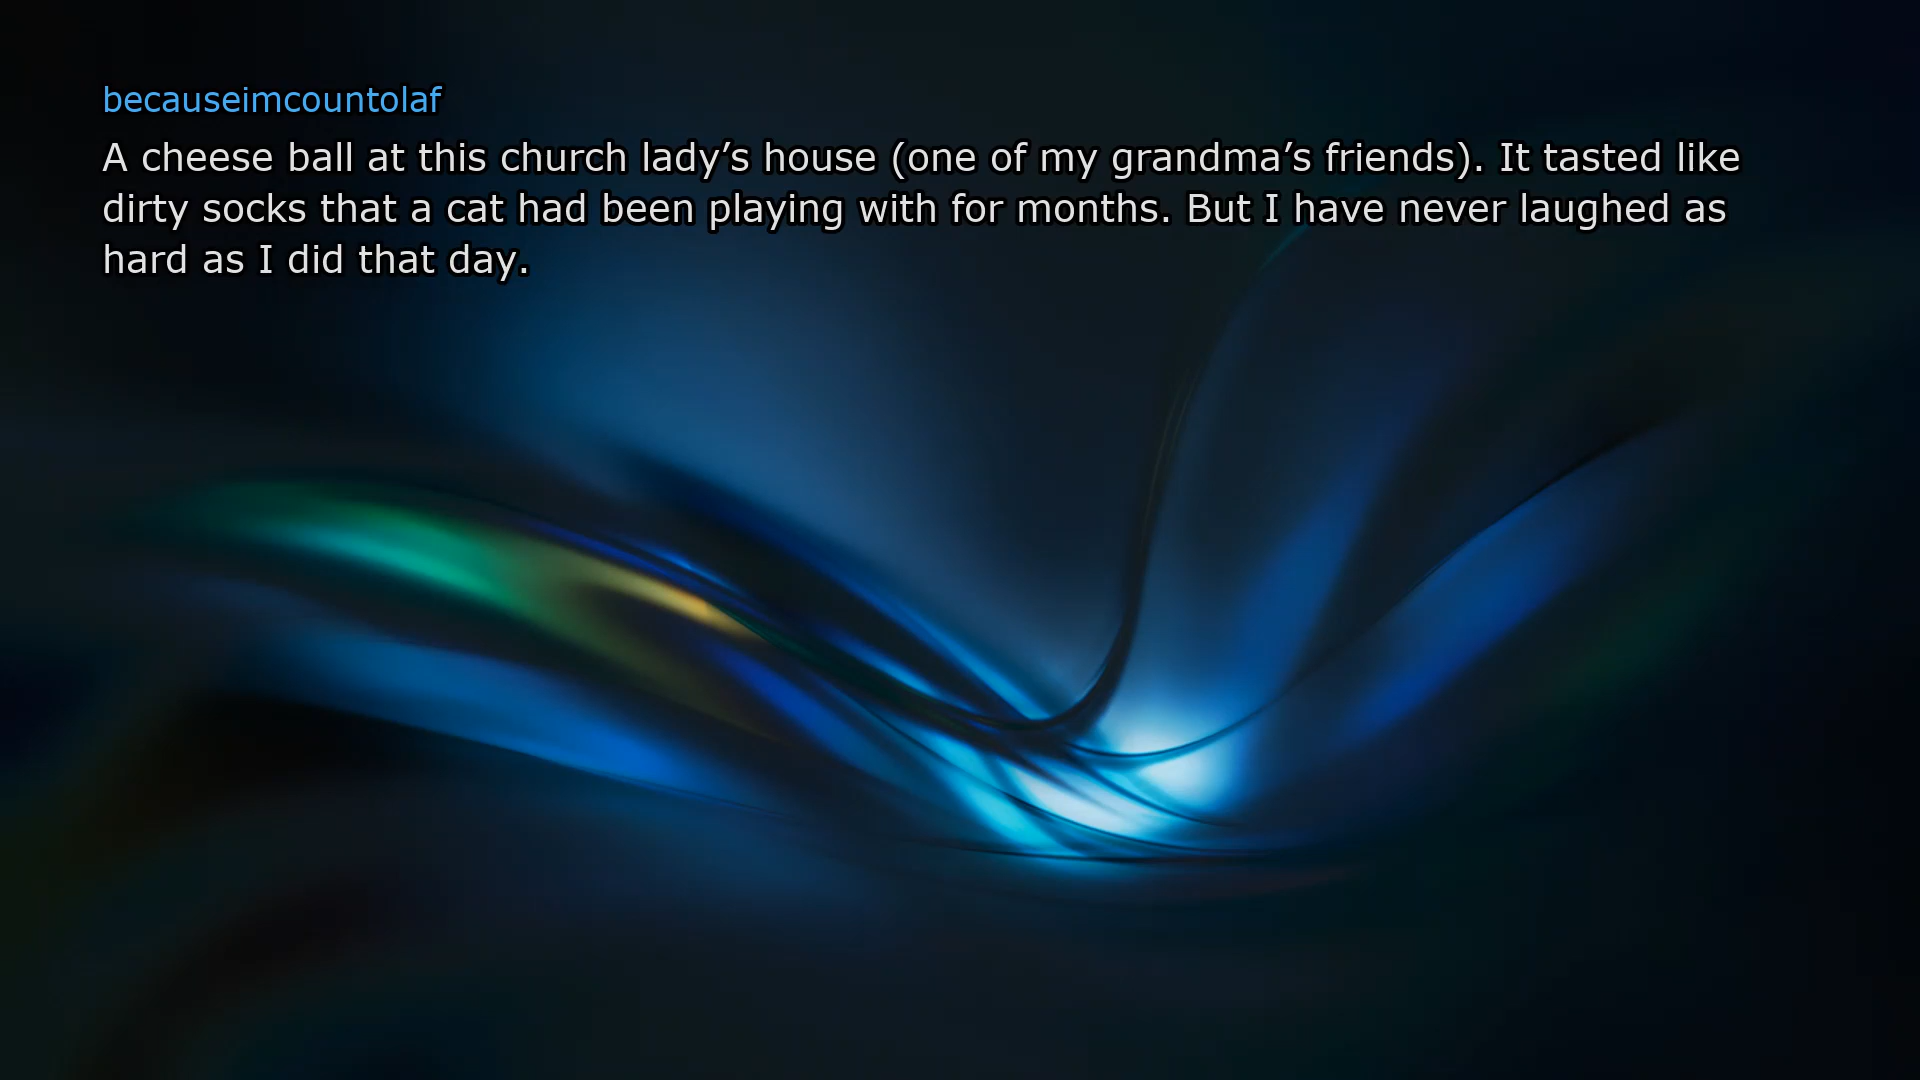 becauseimcountolaf
A cheese ball at this church lady’s house (one of my grandma’s friends). It tasted like
dirty socks that a cat had been playing with for months. But I have never laughed as
hard as I did that day.